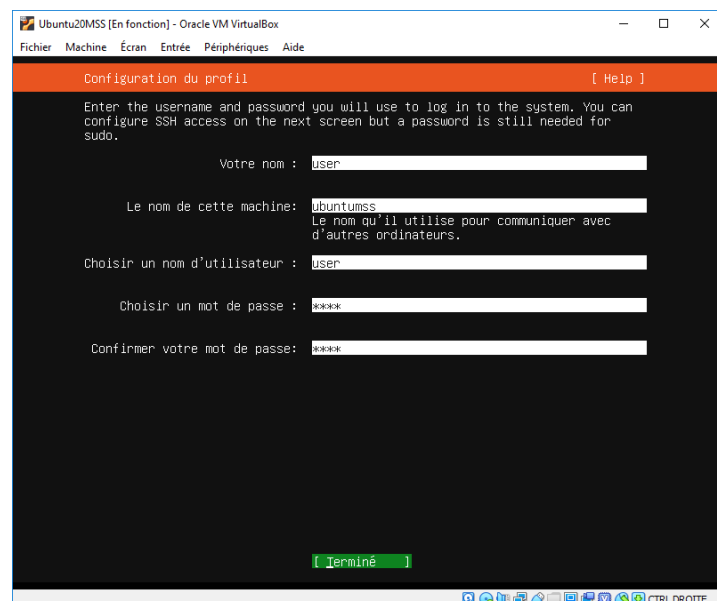 Ubuntu20MSS [En fonction] - Oracle VM VirtualBox
Fichier Machine Écran Entrée Périphériques Aide
Configuration du profil [ Help ]
Enter the username and password you will use to log in to the system. You can
configure SSH access on the next screen but a password is still needed for
sudo.
Votre nom : user
Le nom de cette machine: ubuntumss
Le nom qu'il utilise pour communiquer avec
d'autres ordinateurs.
Choisir un nom d'utilisateur : user
Choisir un mot de passe : ****
Confirmer votre mot de passe: ****
[ Terminé ]
CTRL DROITE